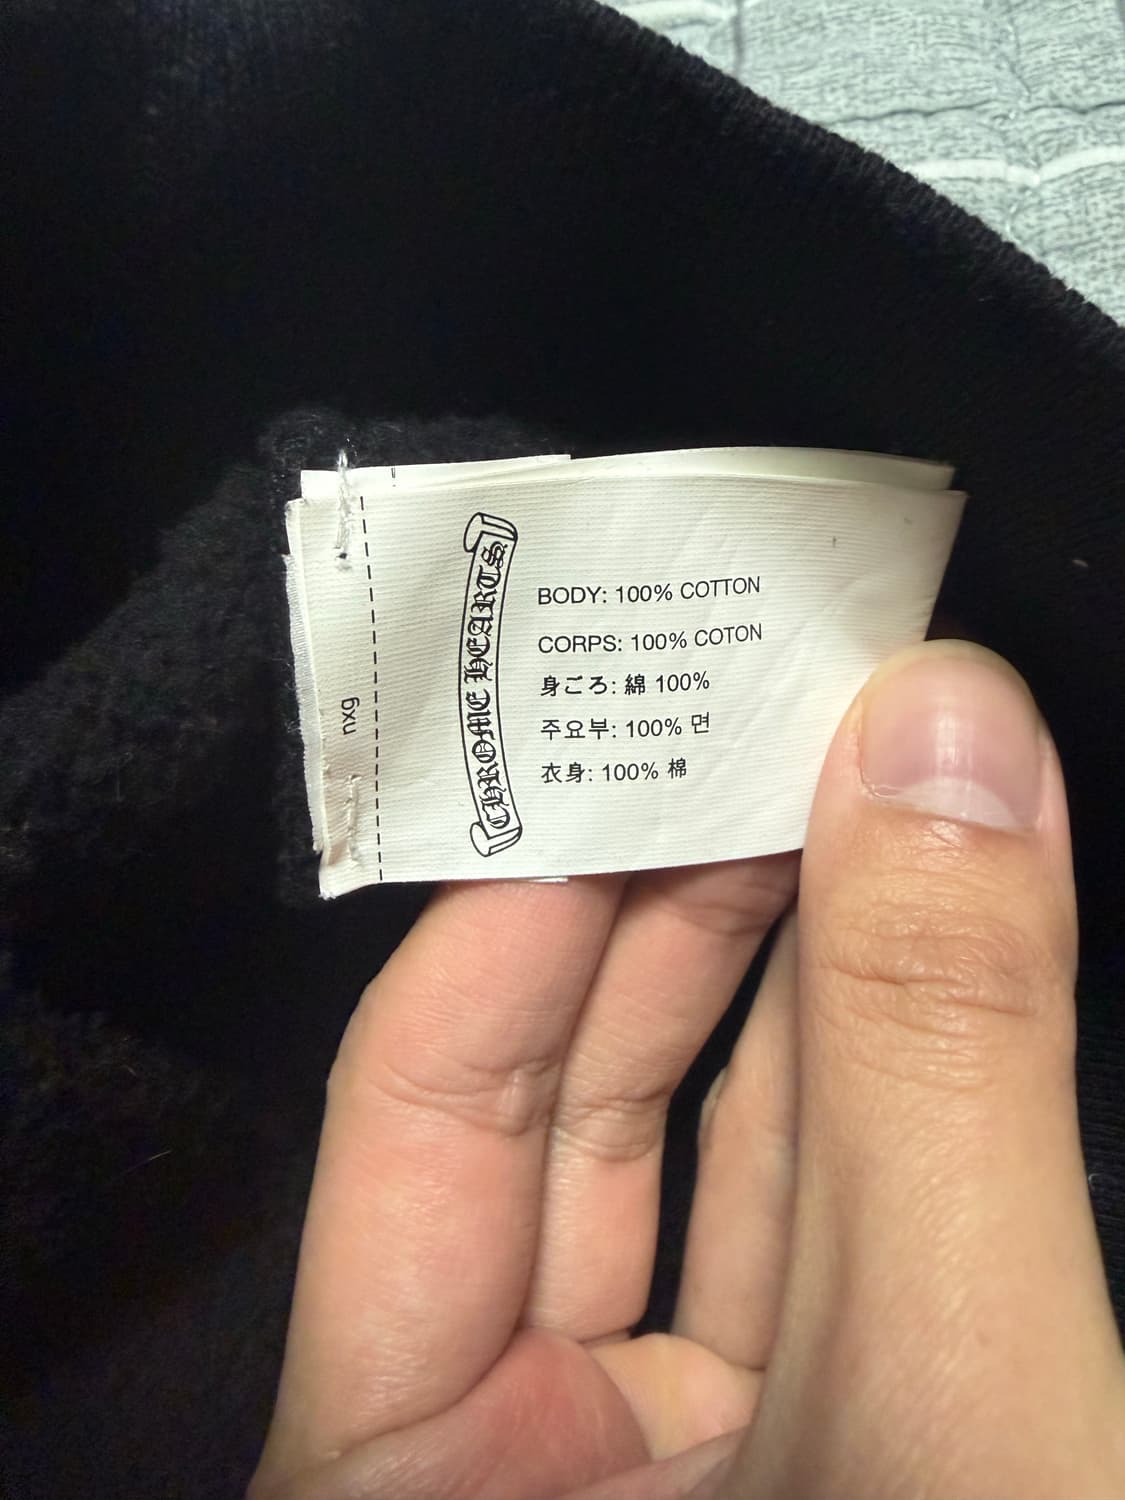 CHROME HEARTS
BODY: 100% COTTON
CORPS: 100% COTON
身ごろ: 綿 100%
주요부: 100% 면
衣身: 100% 棉
nxg